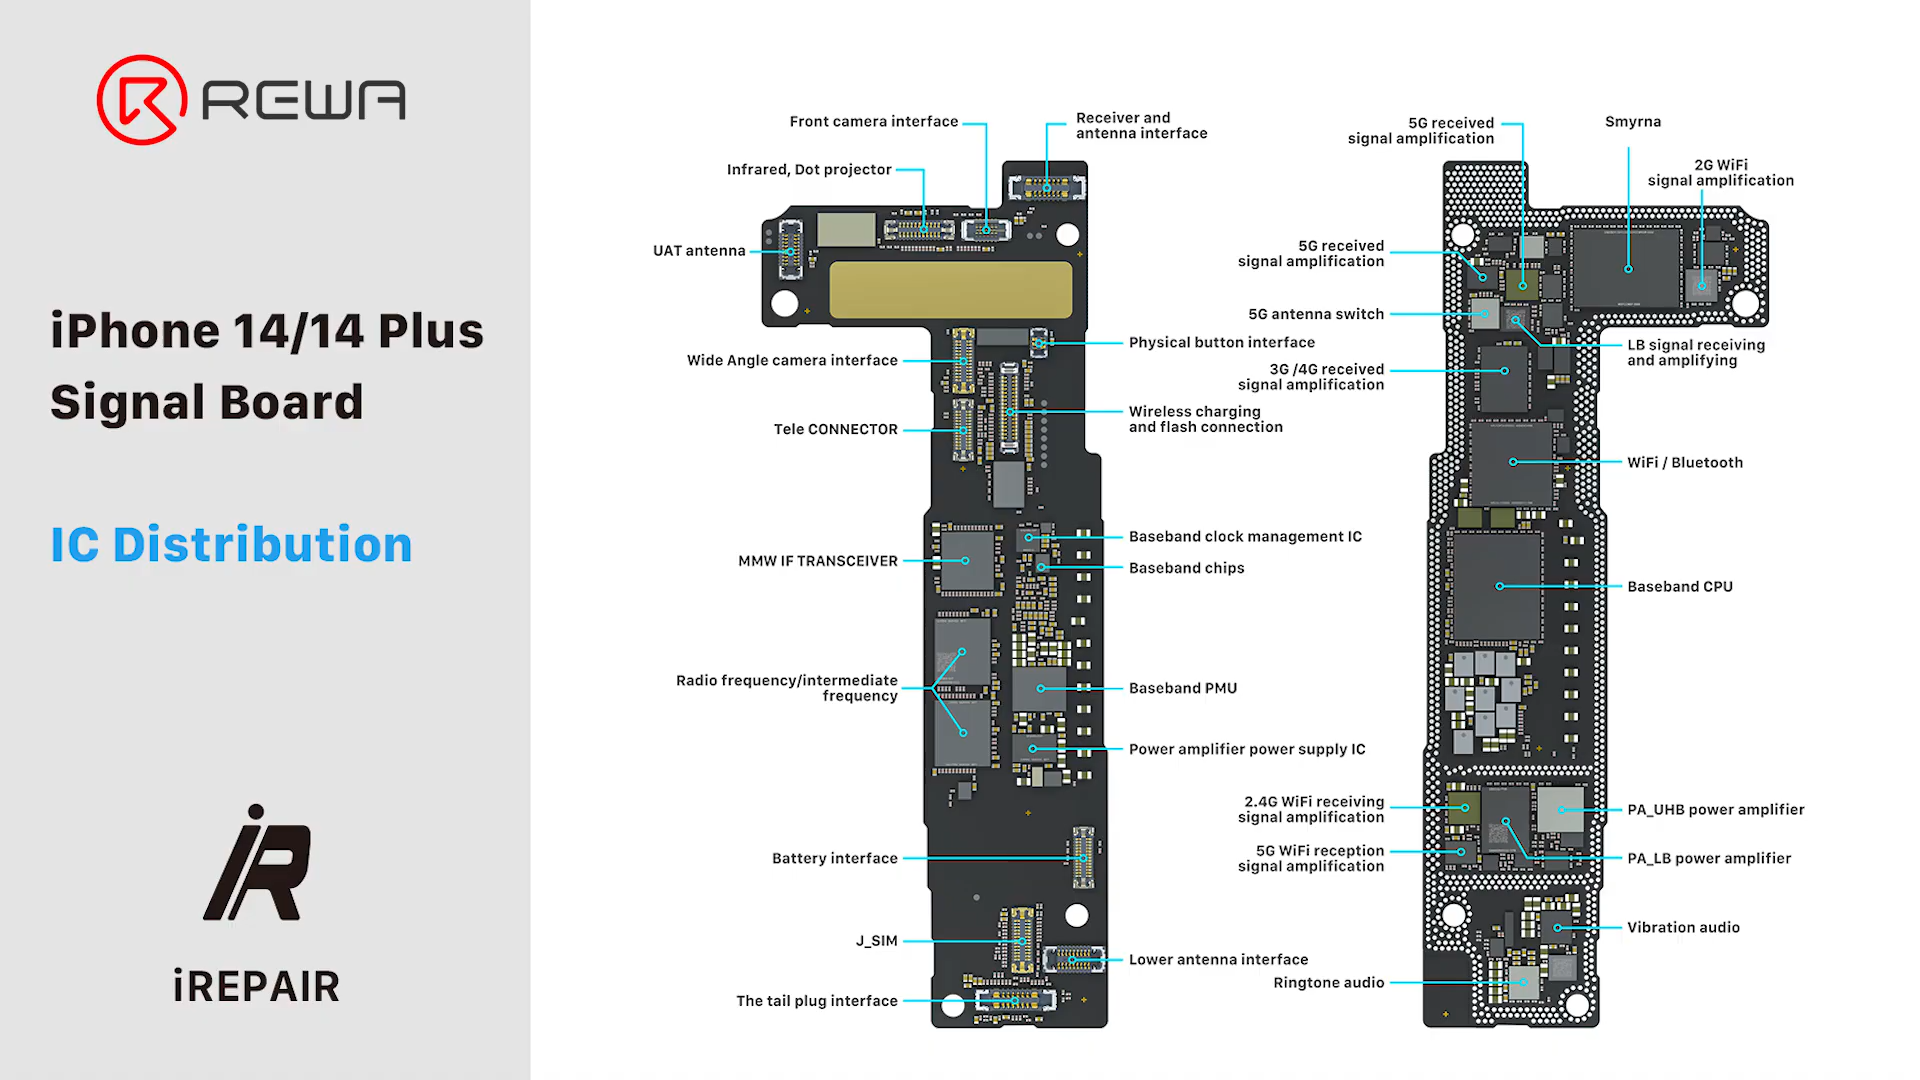 REWA
iPhone 14/14 Plus
Signal Board
IC Distribution
iREPAIR
Front camera interface
Receiver and
antenna interface
Infrared, Dot projector
UAT antenna
Wide Angle camera interface
Physical button interface
Tele CONNECTOR
Wireless charging
and flash connection
MMW IF TRANSCEIVER
Baseband clock management IC
Baseband chips
Radio frequency/intermediate
frequency
Baseband PMU
Power amplifier power supply IC
Battery interface
J_SIM
Lower antenna interface
The tail plug interface
5G received
signal amplification
Smyrna
2G WiFi
signal amplification
5G received
signal amplification
5G antenna switch
LB signal receiving
and amplifying
3G /4G received
signal amplification
WiFi / Bluetooth
Baseband CPU
2.4G WiFi receiving
signal amplification
PA_UHB power amplifier
5G WiFi reception
signal amplification
PA_LB power amplifier
Vibration audio
Ringtone audio